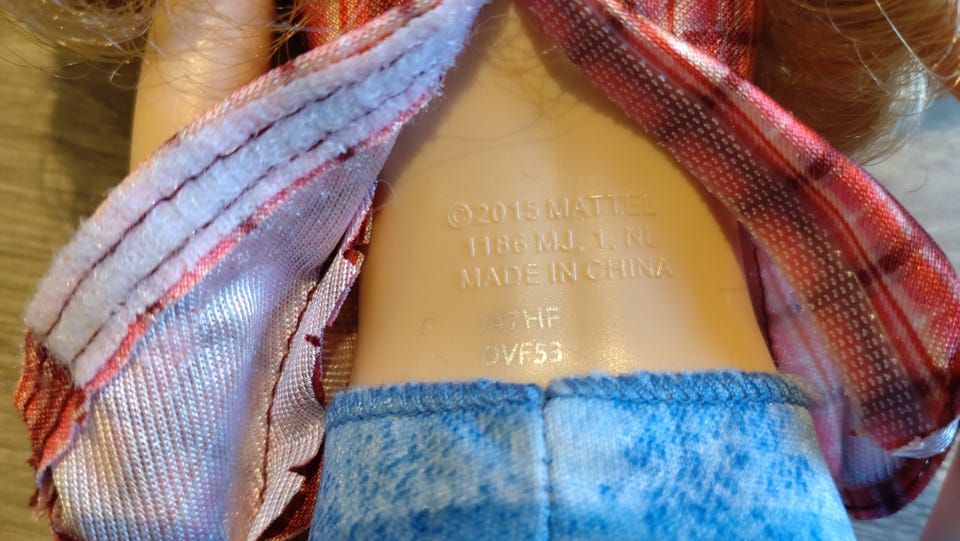 ©2015 MATTEL
1186 MJ, 1, NL
MADE IN CHINA
DVF53